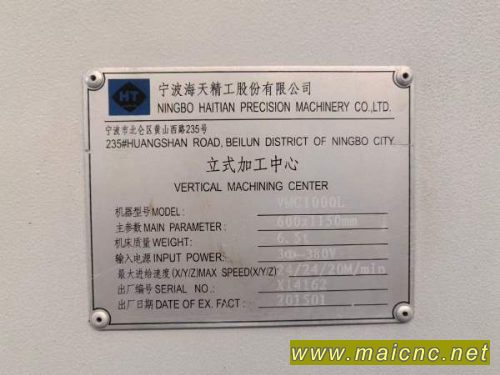 HT
宁波海天精工股份有限公司
NINGBO HAITIAN PRECISION MACHINERY CO.,LTD.
宁波市北仑区黄山西路235号
235#HUANGSHAN ROAD, BEILUN DISTRICT OF NINGBO CITY.
立式加工中心
VERTICAL MACHINING CENTER
机器型号MODEL: VMC1000L
主参数MAIN PARAMETER: 600x1150mm
机床质量WEIGHT: 6.5t
输入电源INPUT POWER: 3Φ-380V
最大进给速度(X/Y/Z)MAX SPEED(X/Y/Z) 24/24/20M/min
出厂编号SERIAL NO.: X14162
出厂日期DATE OF EX. FACT: 201501
www.maicnc.net